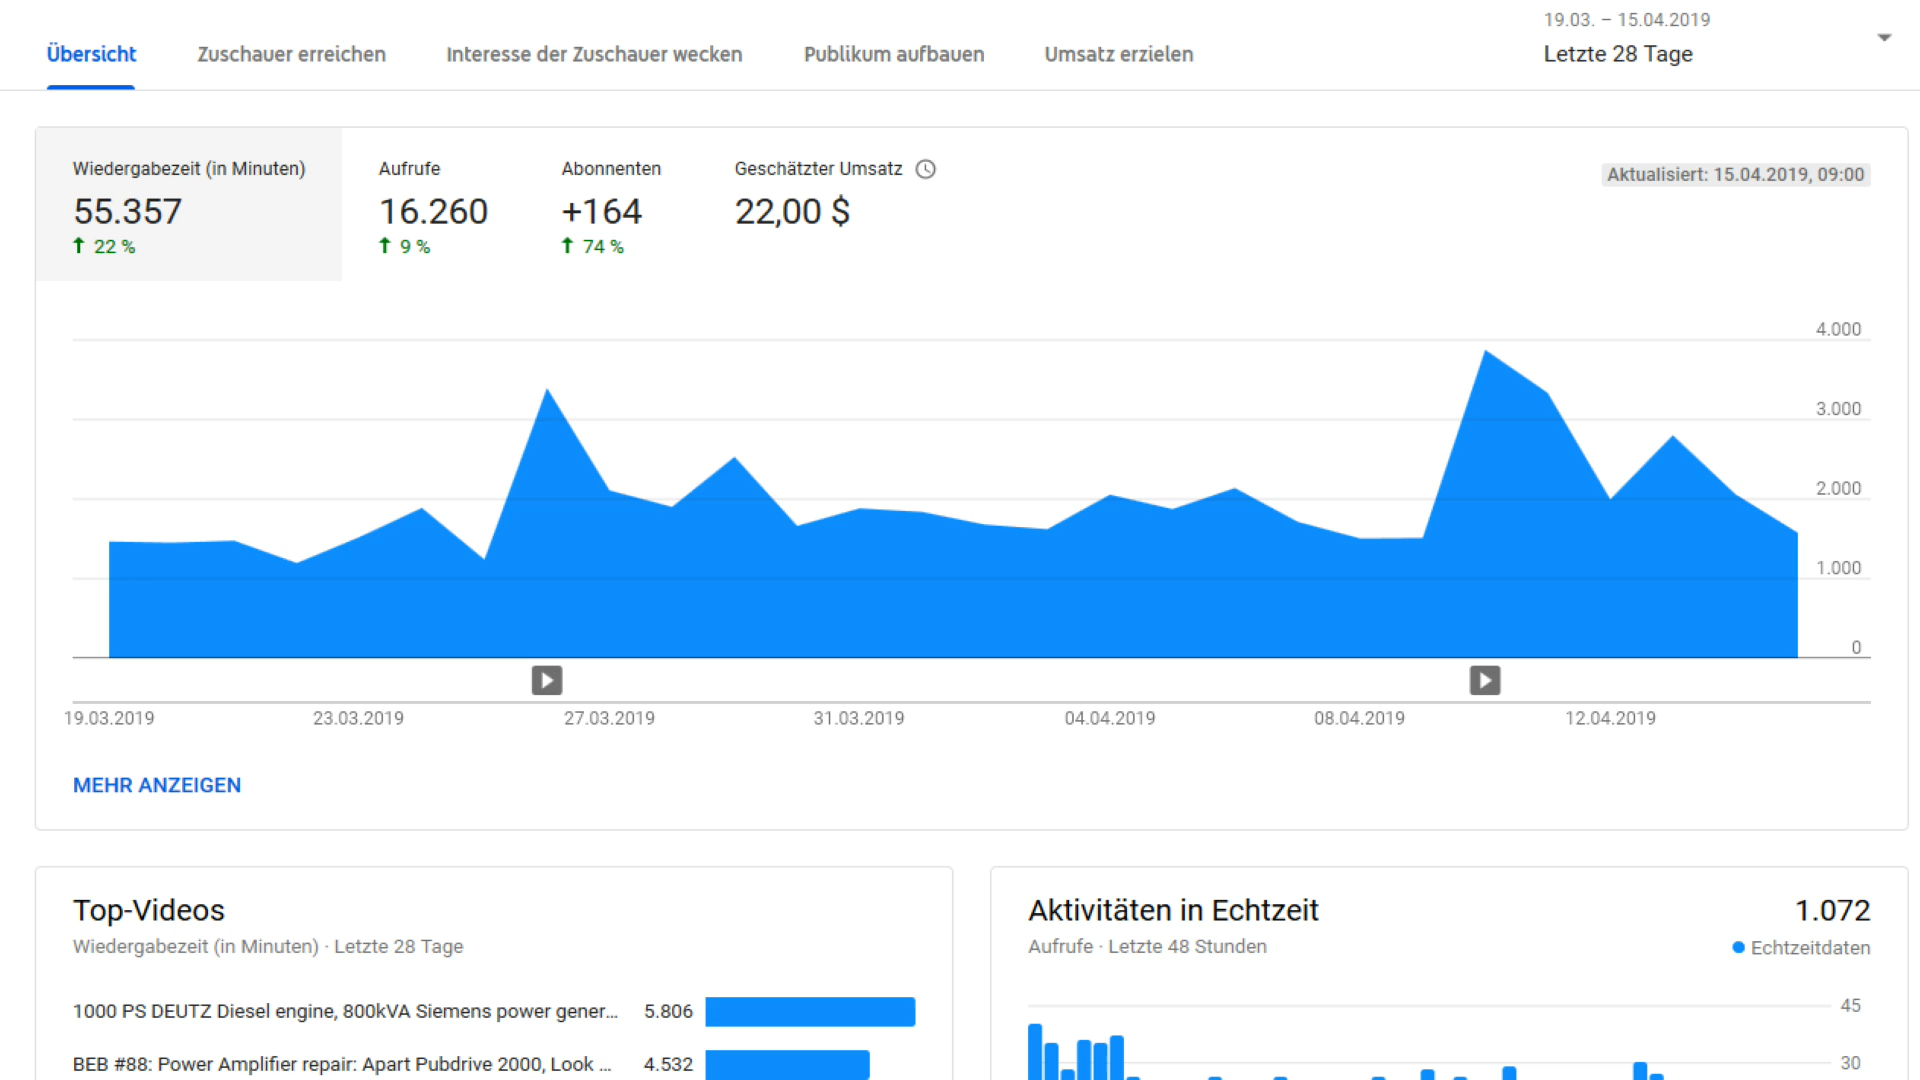 19.03. – 15.04.2019
Übersicht Zuschauer erreichen Interesse der Zuschauer wecken Publikum aufbauen Umsatz erzielen Letzte 28 Tage
Wiedergabezeit (in Minuten) Aufrufe Abonnenten Geschätzter Umsatz
Aktualisiert: 15.04.2019, 09:00
55.357 16.260 +164 22,00 $
22 % 9 % 74 %
4.000
3.000
2.000
1.000
0
19.03.2019 23.03.2019 27.03.2019 31.03.2019 04.04.2019 08.04.2019 12.04.2019
MEHR ANZEIGEN
Top-Videos
Wiedergabezeit (in Minuten) · Letzte 28 Tage
1000 PS DEUTZ Diesel engine, 800kVA Siemens power gener... 5.806
BEB #88: Power Amplifier repair: Apart Pubdrive 2000, Look ... 4.532
Aktivitäten in Echtzeit 1.072
Aufrufe · Letzte 48 Stunden Echtzeitdaten
45
30